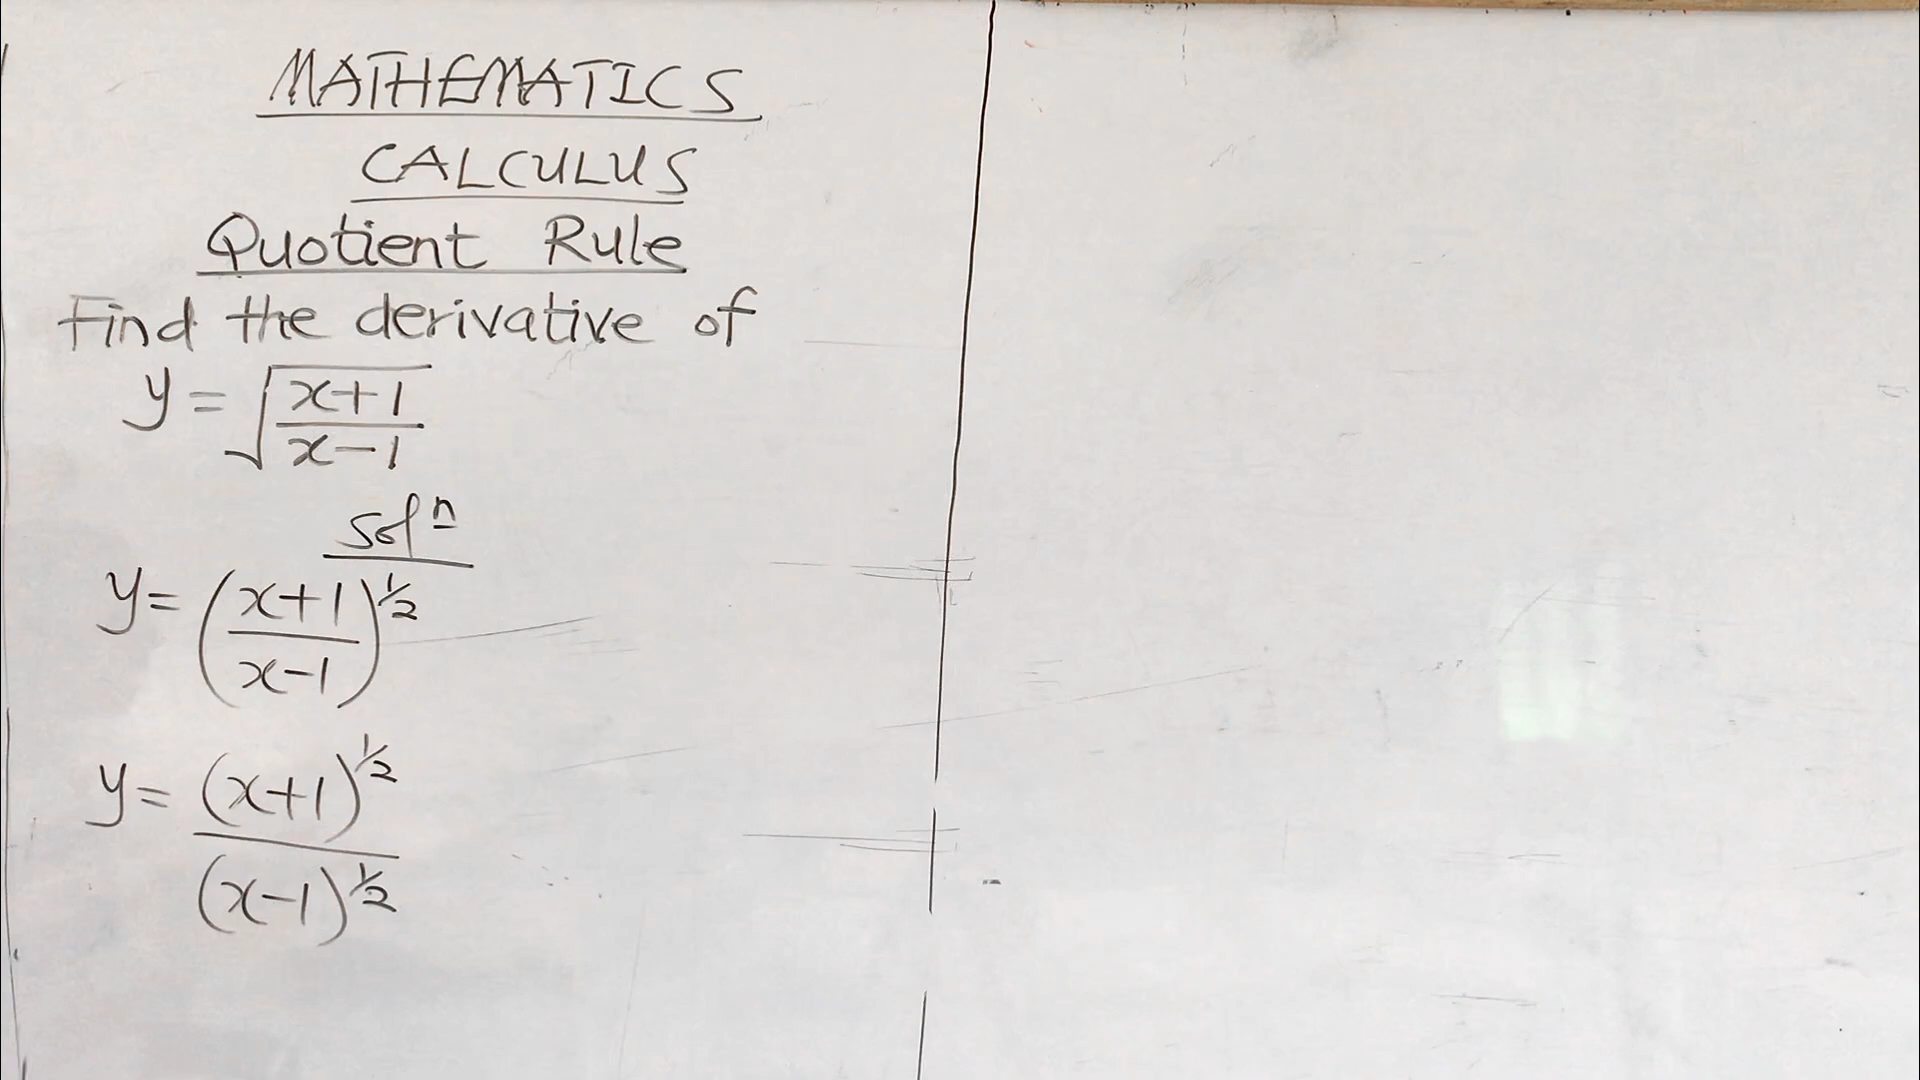 MATHEMATICS
CALCULUS
Quotient Rule
Find the derivative of
y = √((x+1)/(x-1))
Solⁿ
y = ((x+1)/(x-1))^(1/2)
y = (x+1)^(1/2)/(x-1)^(1/2)